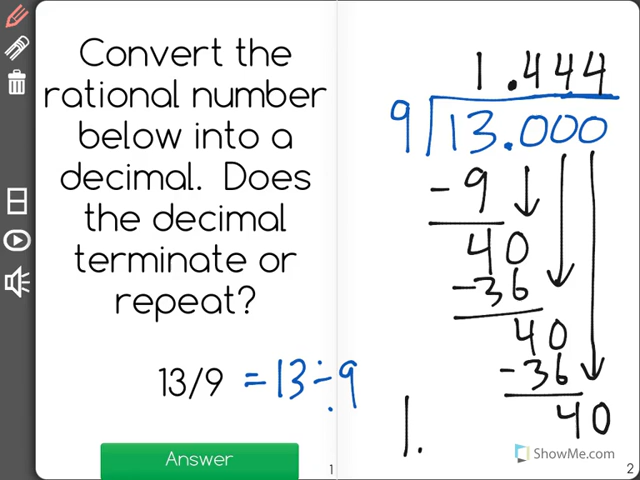 Convert the
rational number
below into a
decimal. Does
the decimal
terminate or
repeat?
13/9 = 13 ÷ 9
Answer
1
1.444
9 13.000
- 9
40
- 36
40
- 36
40
1.
ShowMe.com
2